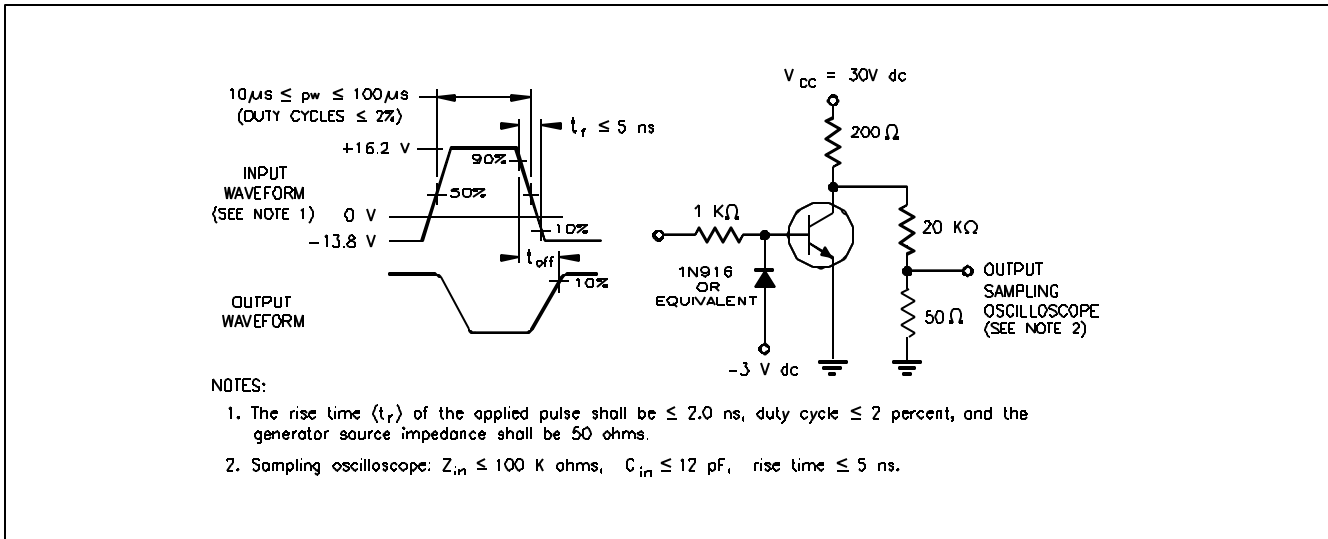 10µs ≤ pw ≤ 100µs
(DUTY CYCLES ≤ 2%)
t_f ≤ 5 ns
+16.2 V
90%
INPUT
WAVEFORM
(SEE NOTE 1)
50%
0 V
10%
-13.8 V
t_off
10%
OUTPUT
WAVEFORM
V_CC = 30V dc
200Ω
1 KΩ
20 KΩ
1N916
OR
EQUIVALENT
OUTPUT
SAMPLING
OSCILLOSCOPE
(SEE NOTE 2)
50Ω
-3 V dc
NOTES:
1. The rise time (t_r) of the applied pulse shall be ≤ 2.0 ns, duty cycle ≤ 2 percent, and the
generator source impedance shall be 50 ohms.
2. Sampling oscilloscope: Z_in ≤ 100 K ohms, C_in ≤ 12 pF, rise time ≤ 5 ns.